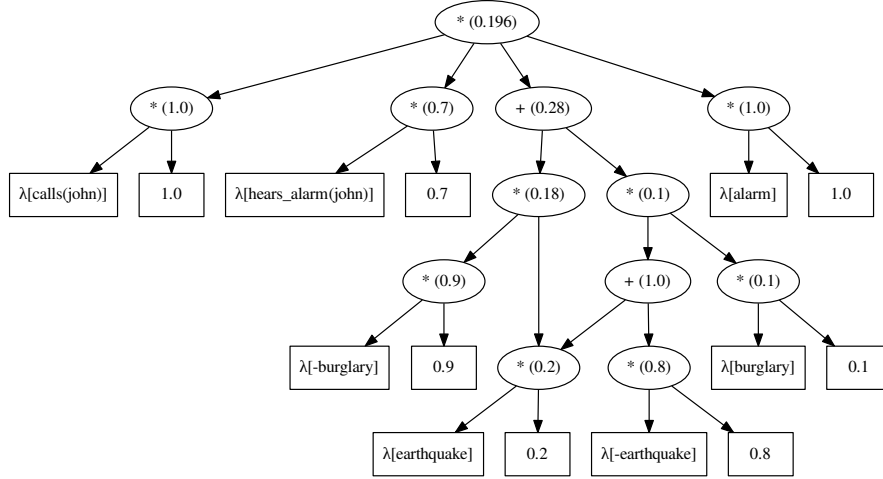 * (0.196)
* (1.0) * (0.7) + (0.28) * (1.0)
λ[calls(john)] 1.0 λ[hears_alarm(john)] 0.7 * (0.18) * (0.1) λ[alarm] 1.0
* (0.9) + (1.0) * (0.1)
λ[-burglary] 0.9 * (0.2) * (0.8) λ[burglary] 0.1
λ[earthquake] 0.2 λ[-earthquake] 0.8